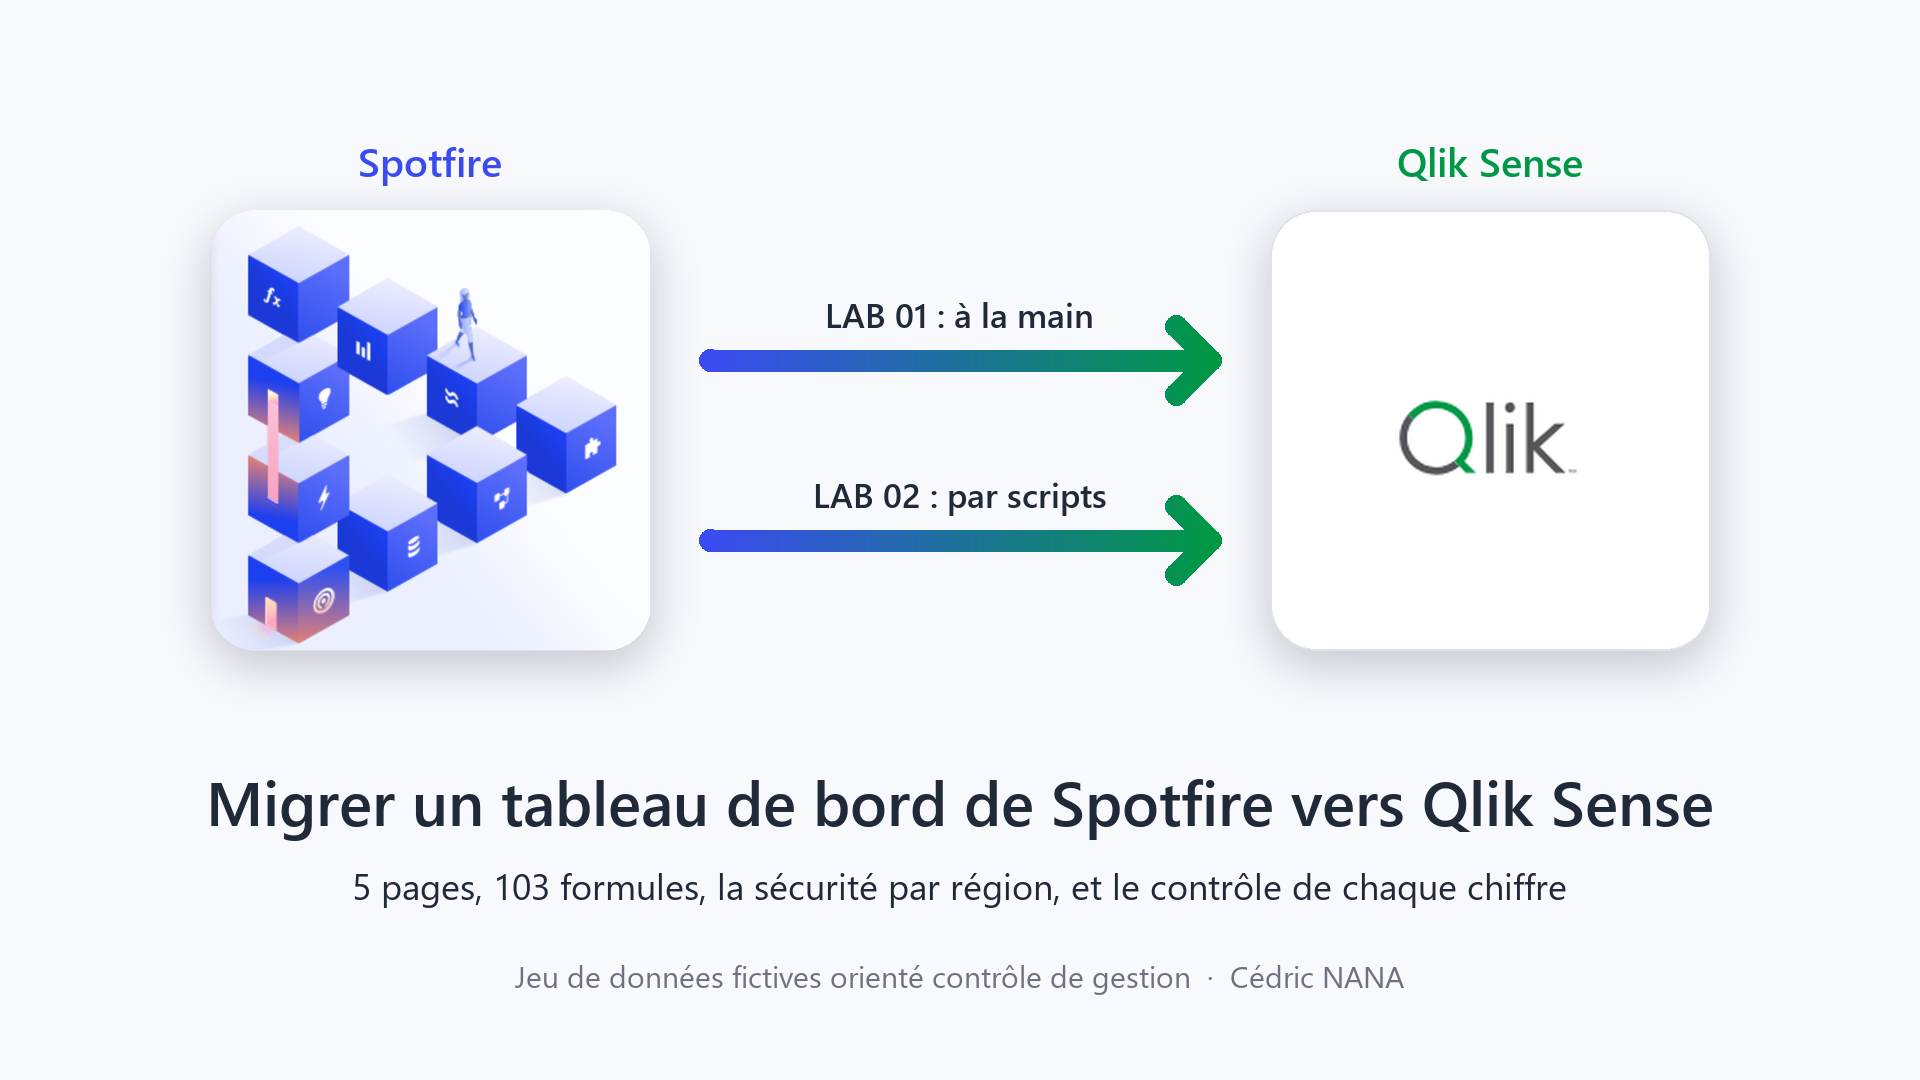 Spotfire
Qlik Sense
fx
LAB 01 : à la main
Qlik
LAB 02 : par scripts
Migrer un tableau de bord de Spotfire vers Qlik Sense
5 pages, 103 formules, la sécurité par région, et le contrôle de chaque chiffre
Jeu de données fictives orienté contrôle de gestion · Cédric NANA